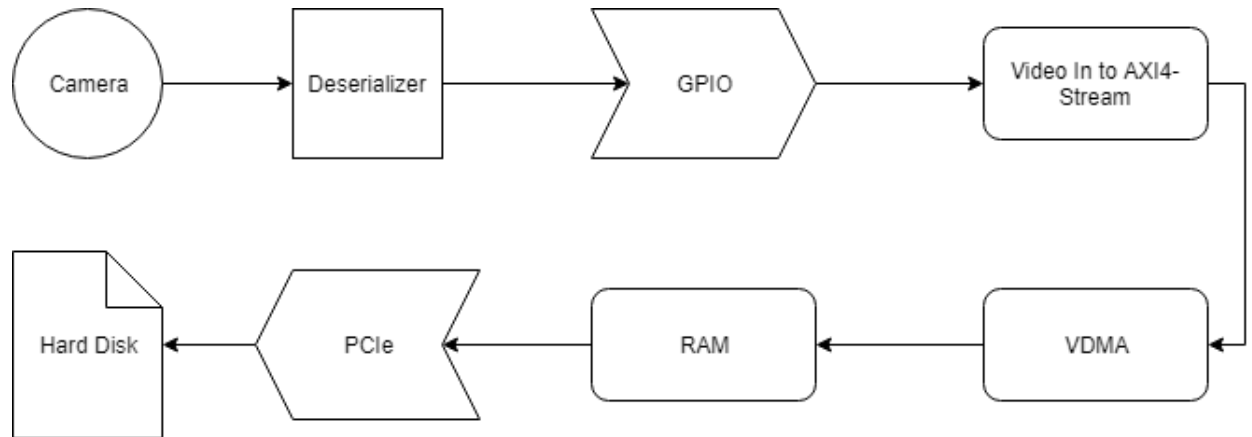 Camera
Deserializer
GPIO
Video In to AXI4-
Stream
Hard Disk
PCIe
RAM
VDMA